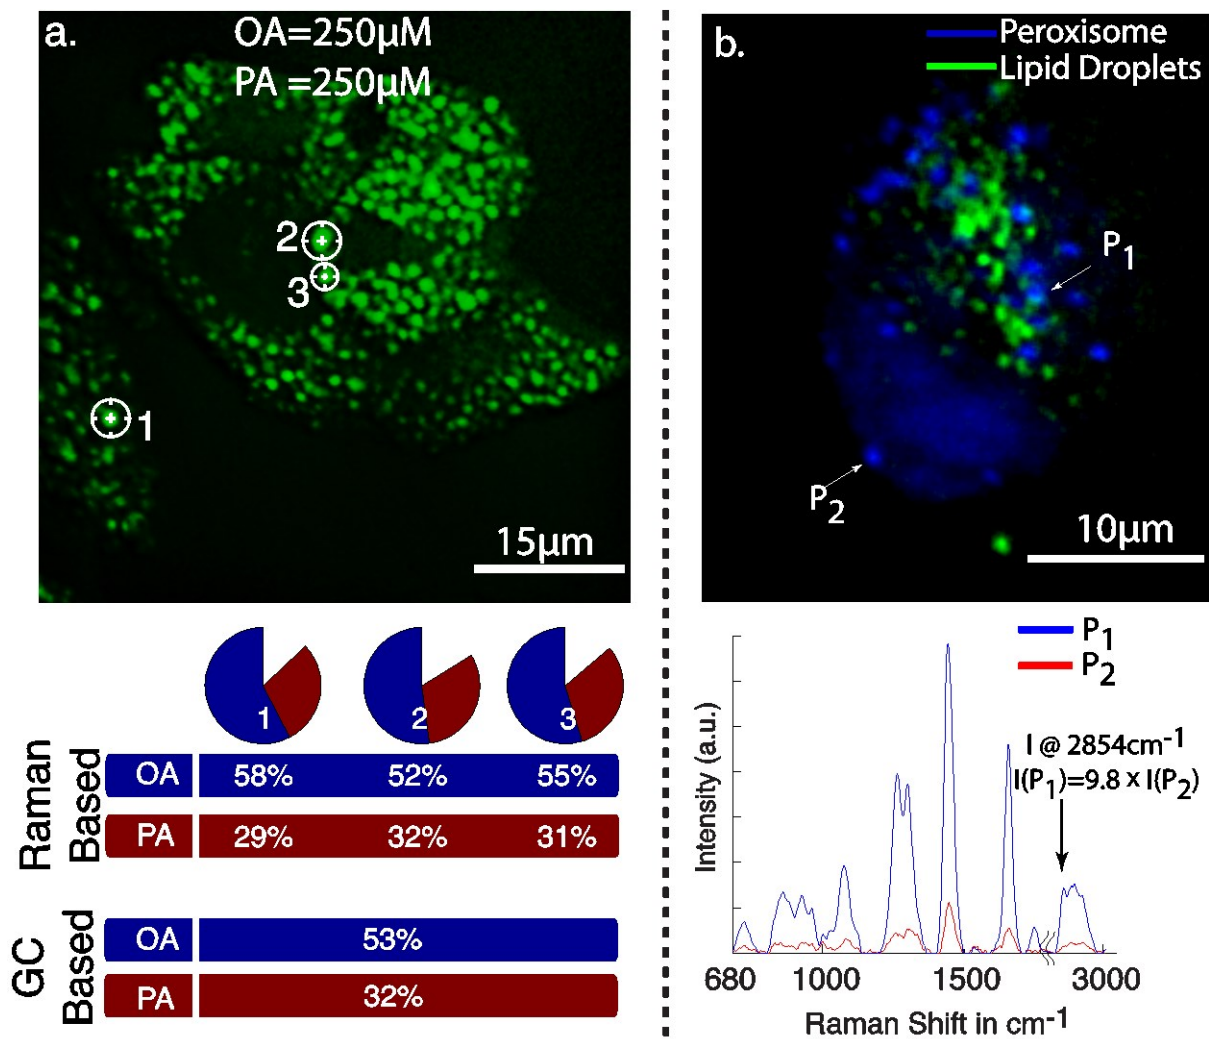 a.
OA=250µM
PA =250µM
2
3
1
15µm
b.
Peroxisome
Lipid Droplets
P1
P2
10µm
1
2
3
Raman
Based
OA
58%
52%
55%
PA
29%
32%
31%
GC
Based
OA
53%
PA
32%
P1
P2
I @ 2854cm-1
I(P1)=9.8 x I(P2)
Intensity (a.u.)
680
1000
1500
3000
Raman Shift in cm-1